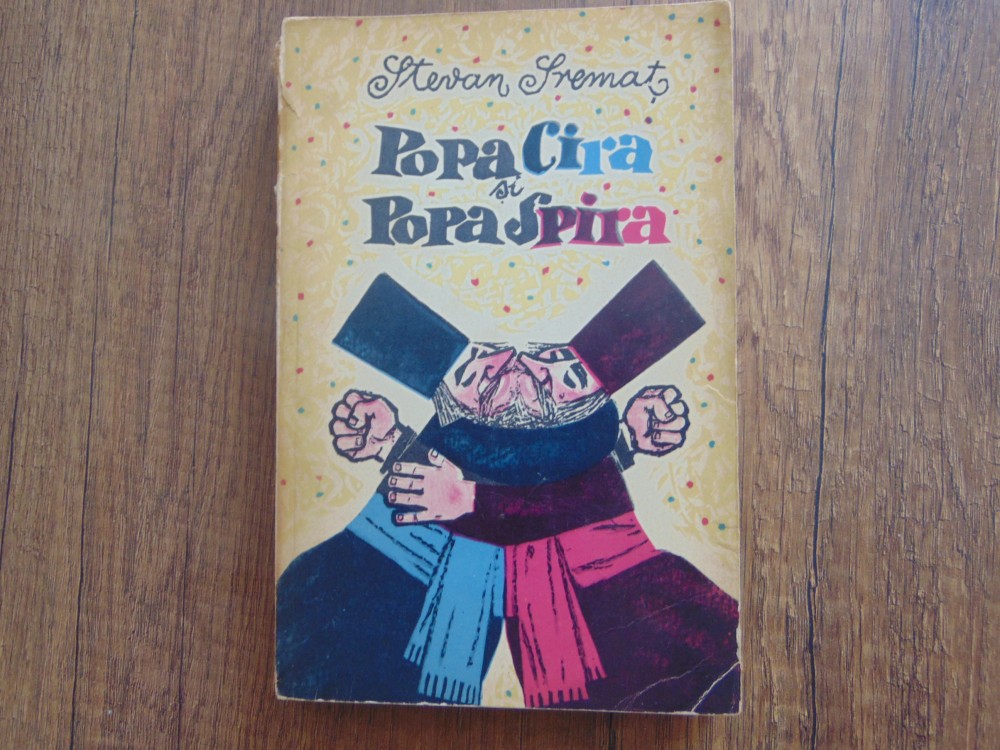 Stevan Sremaț
Popa Cira
și
Popa Spira